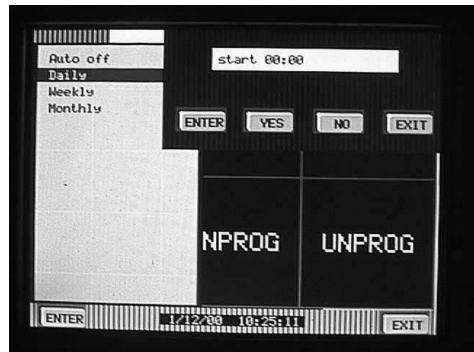 Auto off
Daily
Weekly
Monthly
start 00:00
ENTER YES NO EXIT
NPROG UNPROG
ENTER 1/12/00 10:25:11 EXIT